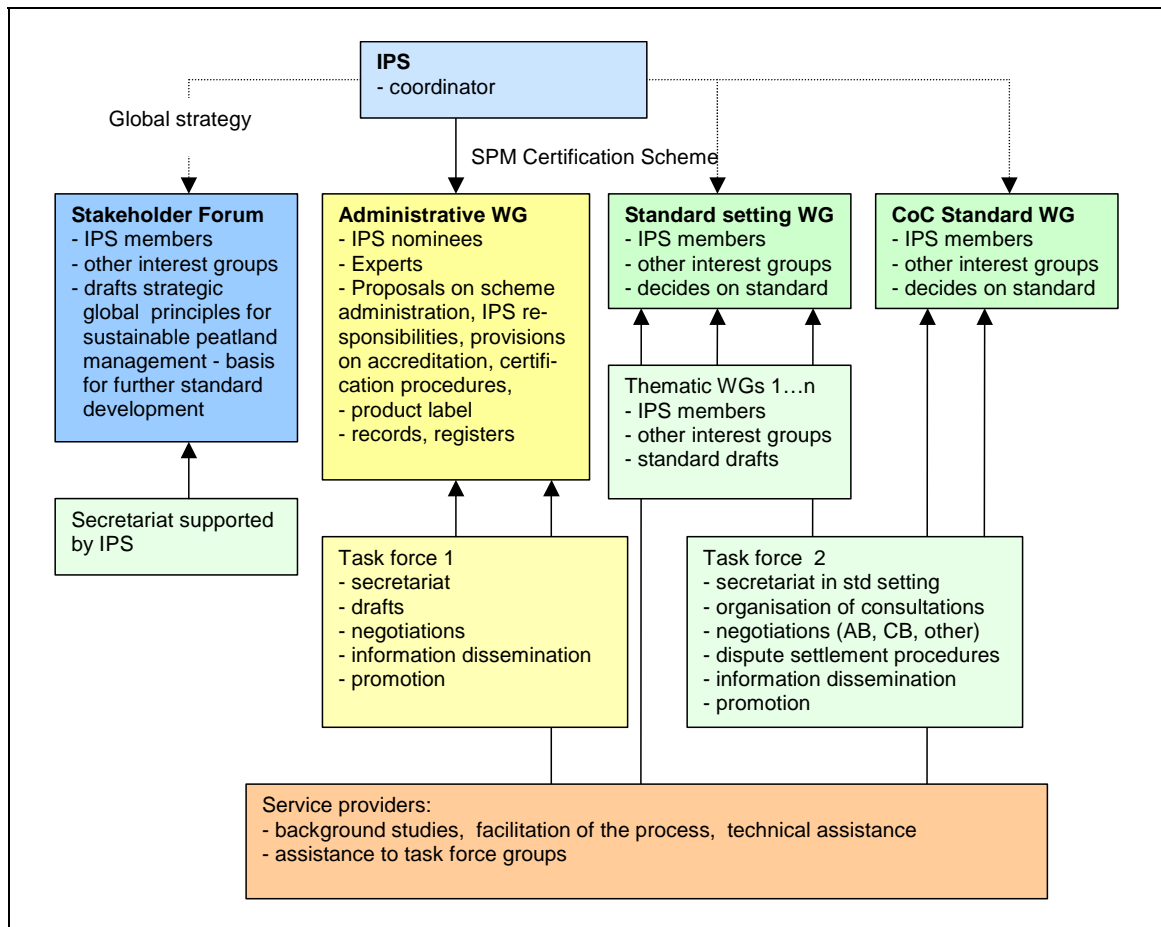 IPS
- coordinator
Global strategy
SPM Certification Scheme
Stakeholder Forum
- IPS members
- other interest groups
- drafts strategic
global principles for
sustainable peatland
management - basis
for further standard
development
Administrative WG
- IPS nominees
- Experts
- Proposals on scheme
administration, IPS re-
sponsibilities, provisions
on accreditation, certifi-
cation procedures,
- product label
- records, registers
Standard setting WG
- IPS members
- other interest groups
- decides on standard
CoC Standard WG
- IPS members
- other interest groups
- decides on standard
Thematic WGs 1…n
- IPS members
- other interest groups
- standard drafts
Secretariat supported
by IPS
Task force 1
- secretariat
- drafts
- negotiations
- information dissemination
- promotion
Task force 2
- secretariat in std setting
- organisation of consultations
- negotiations (AB, CB, other)
- dispute settlement procedures
- information dissemination
- promotion
Service providers:
- background studies, facilitation of the process, technical assistance
- assistance to task force groups